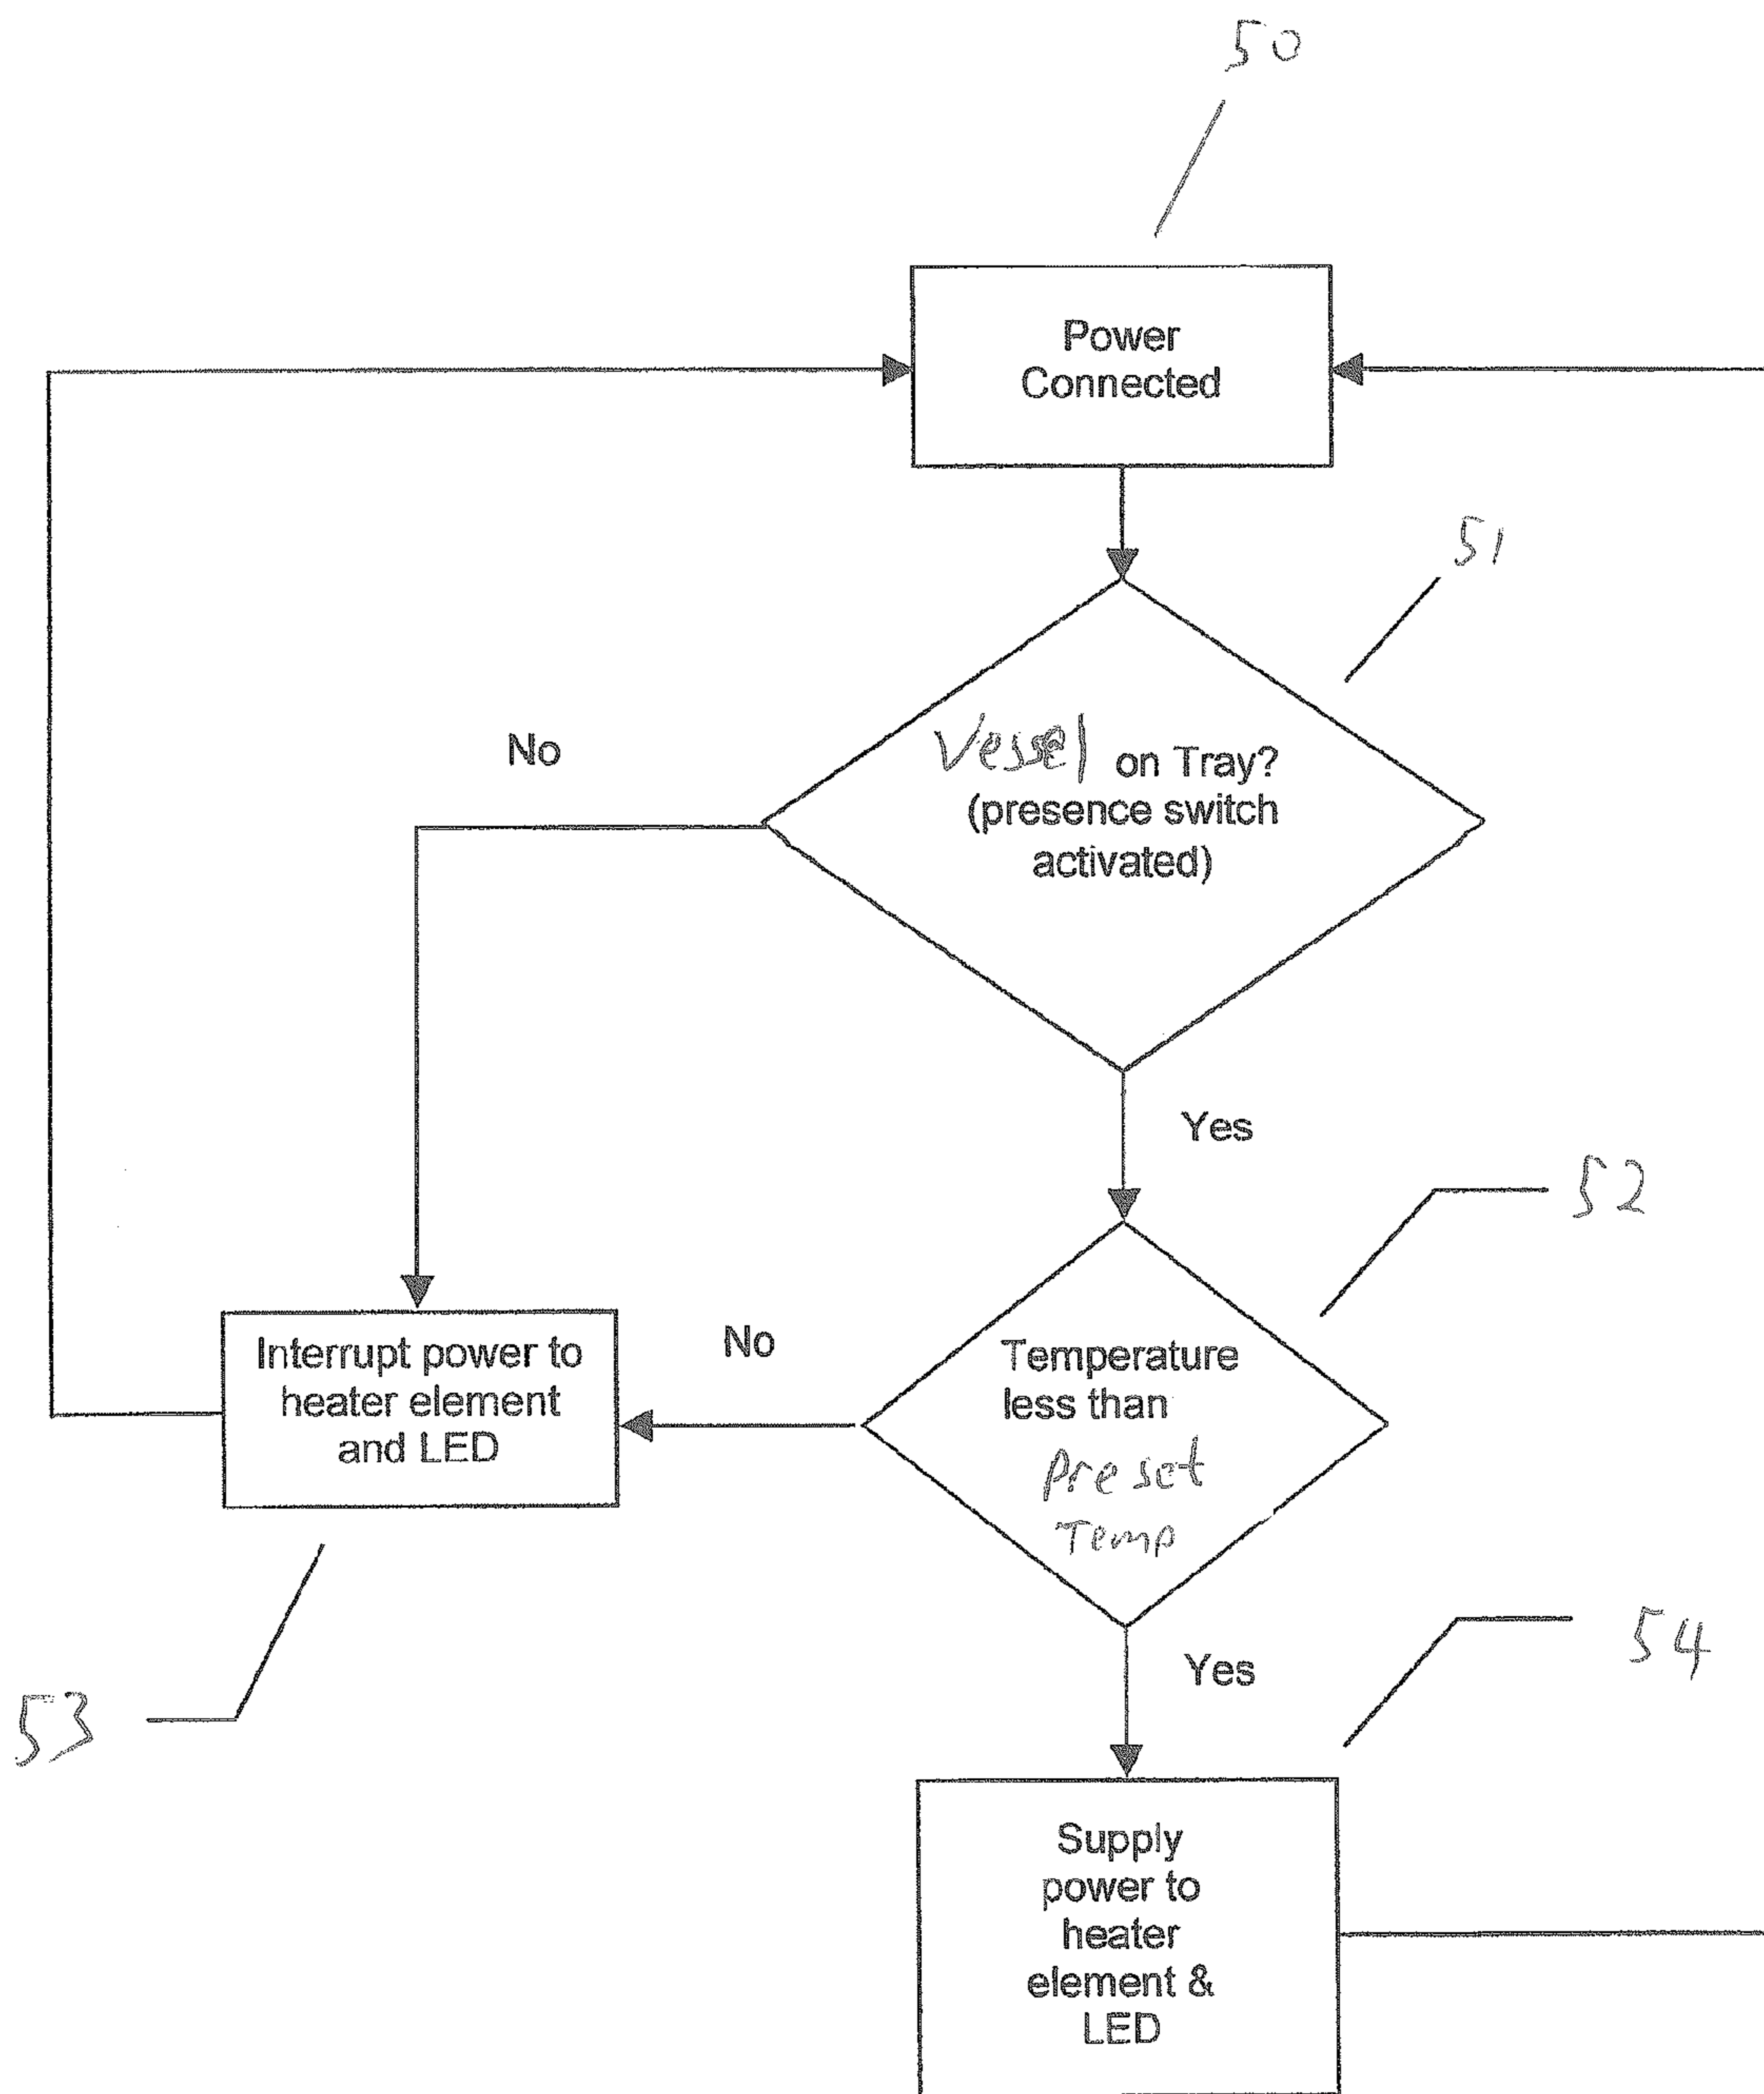 50
Power
Connected
51
No
Vessel on Tray?
(presence switch
activated)
Yes
52
Interrupt power to
heater element
and LED
No
Temperature
less than
Preset
Temp
53
Yes
54
Supply
power to
heater
element &
LED